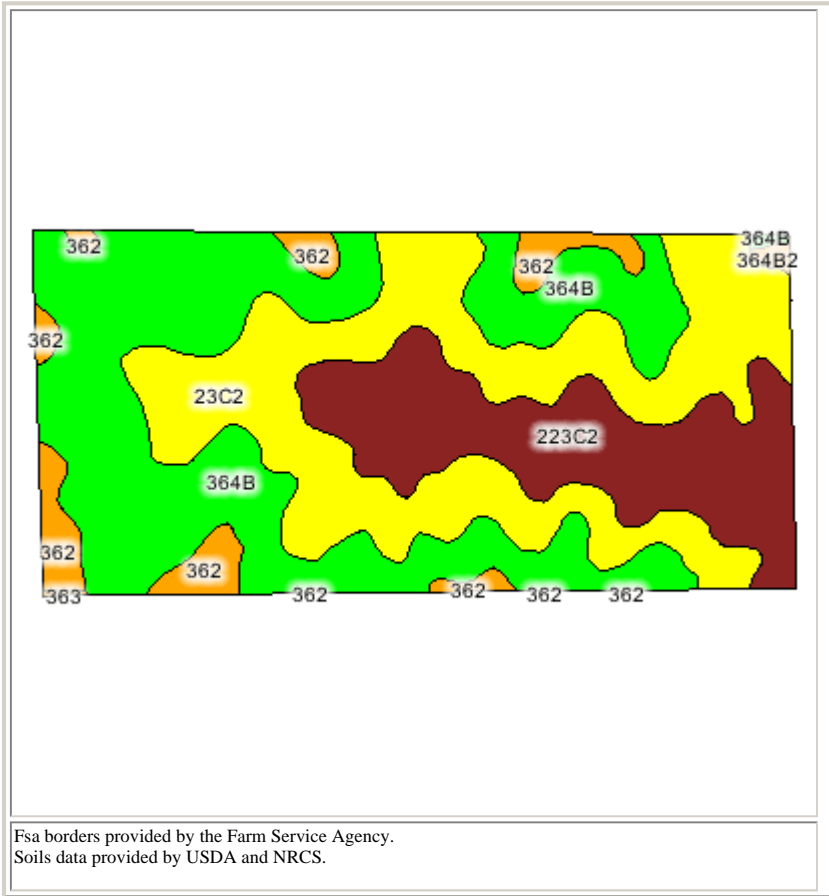 364B
362
362
364B2
362
364B
362
23C2
223C2
364B
362
362
362
363
362
362
362
Fsa borders provided by the Farm Service Agency.
Soils data provided by USDA and NRCS.